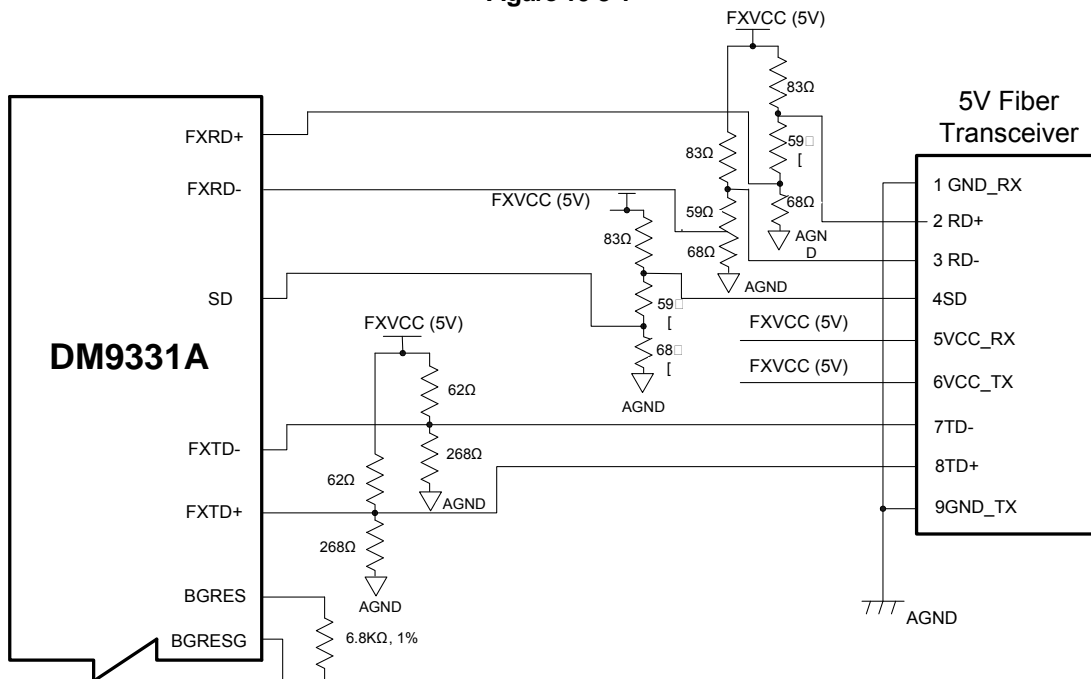 FXVCC (5V)
83Ω
5V Fiber
Transceiver
FXRD+
59
[
83Ω
FXRD-
1 GND_RX
FXVCC (5V)
59Ω
68Ω
2 RD+
83Ω
AGN
D
68Ω
3 RD-
AGND
SD
59
[
4SD
FXVCC (5V)
FXVCC (5V)
5VCC_RX
DM9331A
68
[
FXVCC (5V)
6VCC_TX
62Ω
AGND
7TD-
FXTD-
268Ω
8TD+
62Ω
AGND
FXTD+
9GND_TX
268Ω
BGRES
AGND
AGND
BGRESG
6.8KΩ, 1%